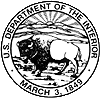 U.S. DEPARTMENT OF THE INTERIOR
MARCH 3, 1849